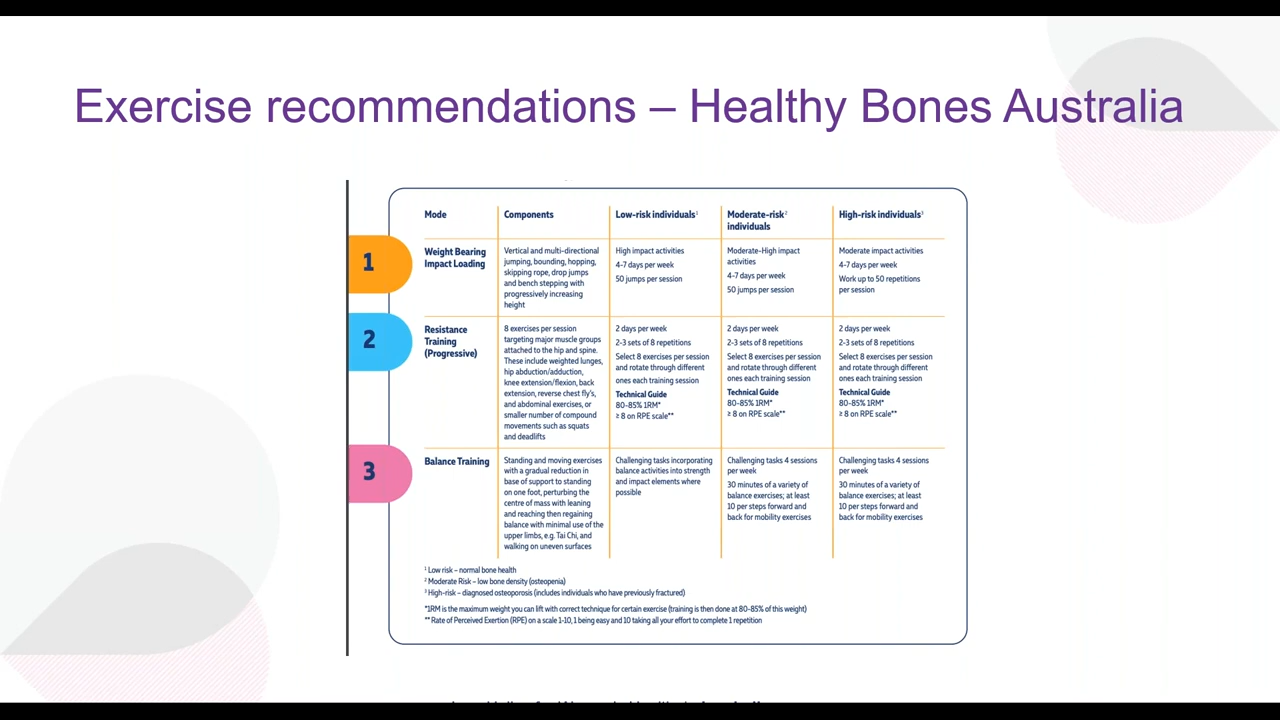 Exercise recommendations – Healthy Bones Australia
Mode
Components
Low-risk individuals¹
Moderate-risk²
individuals
High-risk individuals³
1
Weight Bearing
Impact Loading
Vertical and multi-directional
jumping, bounding, hopping,
skipping rope, drop jumps
and bench stepping with
progressively increasing
height
High impact activities
4-7 days per week
50 jumps per session
Moderate-High impact
activities
4-7 days per week
50 jumps per session
Moderate impact activities
4-7 days per week
Work up to 50 repetitions
per session
2
Resistance
Training
(Progressive)
8 exercises per session
targeting major muscle groups
attached to the hip and spine.
These include weighted lunges,
hip abduction/adduction,
knee extension/flexion, back
extension, reverse chest fly's,
and abdominal exercises, or
smaller number of compound
movements such as squats
and deadlifts
2 days per week
2-3 sets of 8 repetitions
Select 8 exercises per session
and rotate through different
ones each training session
Technical Guide
80-85% 1RM*
≥ 8 on RPE scale**
2 days per week
2-3 sets of 8 repetitions
Select 8 exercises per session
and rotate through different
ones each training session
Technical Guide
80-85% 1RM*
≥ 8 on RPE scale**
2 days per week
2-3 sets of 8 repetitions
Select 8 exercises per session
and rotate through different
ones each training session
Technical Guide
80-85% 1RM*
≥ 8 on RPE scale**
3
Balance Training
Standing and moving exercises
with a gradual reduction in
base of support to standing
on one foot, perturbing the
centre of mass with leaning
and reaching then regaining
balance with minimal use of the
upper limbs, e.g. Tai Chi, and
walking on uneven surfaces
Challenging tasks incorporating
balance activities into strength
and impact elements where
possible
Challenging tasks 4 sessions
per week
30 minutes of a variety of
balance exercises; at least
10 per steps forward and
back for mobility exercises
Challenging tasks 4 sessions
per week
30 minutes of a variety of
balance exercises; at least
10 per steps forward and
back for mobility exercises
¹ Low risk – normal bone health
² Moderate Risk – low bone density (osteopenia)
³ High-risk – diagnosed osteoporosis (includes individuals who have previously fractured)
*1RM is the maximum weight you can lift with correct technique for certain exercise (training is then done at 80-85% of this weight)
** Rate of Perceived Exertion (RPE) on a scale 1-10, 1 being easy and 10 taking all your effort to complete 1 repetition